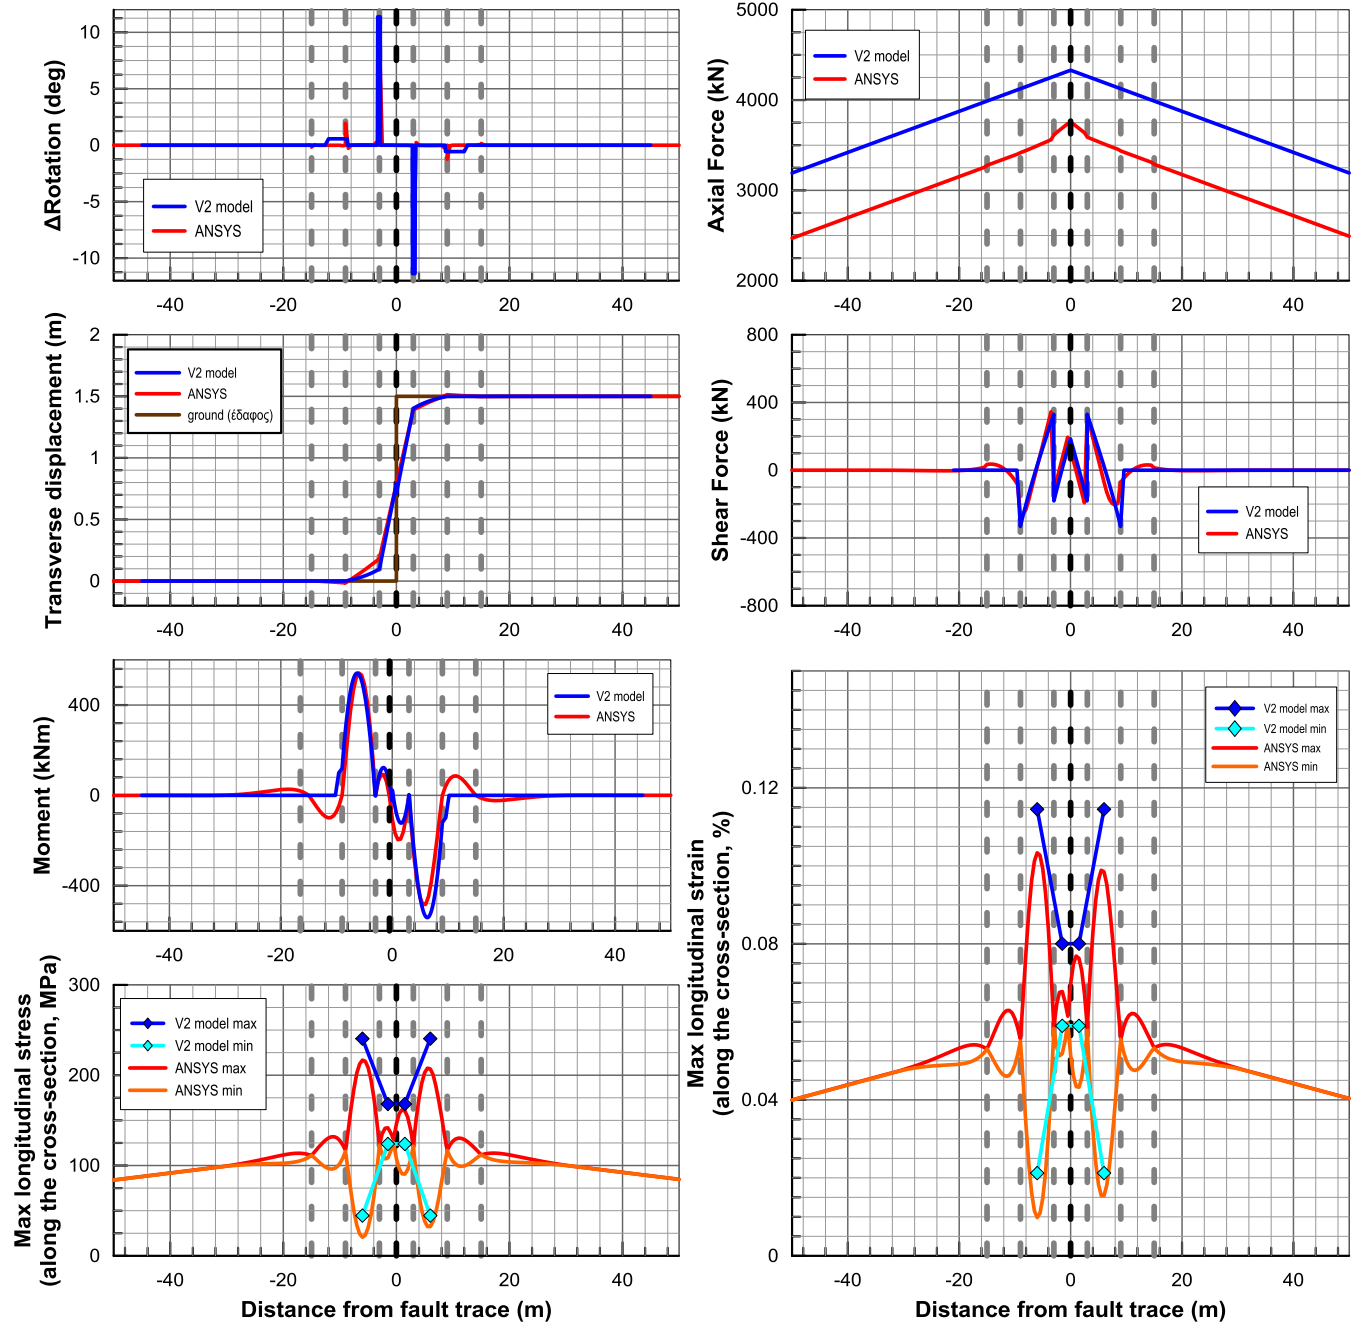 ΔRotation (deg)
10
5
0
-5
-10
V2 model
ANSYS
-40
-20
0
20
40
Axial Force (kN)
5000
4000
3000
2000
V2 model
ANSYS
-40
-20
0
20
40
Transverse displacement (m)
2
1.5
1
0.5
0
V2 model
ANSYS
ground (έδαφος)
-40
-20
0
20
40
Shear Force (kN)
800
400
0
-400
-800
V2 model
ANSYS
-40
-20
0
20
40
Moment (kNm)
400
0
-400
V2 model
ANSYS
-40
-20
0
20
40
Max longitudinal stress
(along the cross-section, MPa)
300
250
200
150
100
50
0
V2 model max
V2 model min
ANSYS max
ANSYS min
-40
-20
0
20
40
Distance from fault trace (m)
Max longitudinal strain
(along the cross-section, %)
0.12
0.08
0.04
0
V2 model max
V2 model min
ANSYS max
ANSYS min
-40
-20
0
20
40
Distance from fault trace (m)